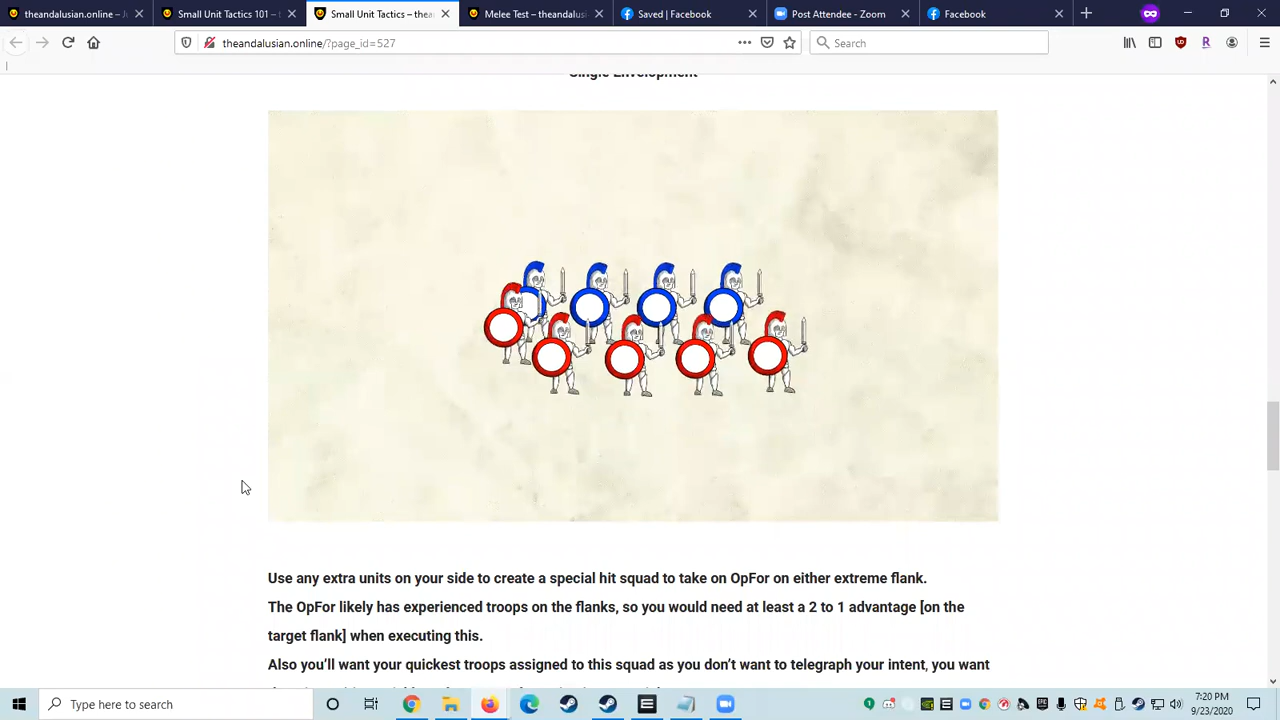 theandalusian.online – J
Small Unit Tactics 101 – t
Small Unit Tactics – thea
Melee Test – theandalusi
Saved | Facebook
Post Attendee - Zoom
Facebook
theandalusian.online/?page_id=527
Search
Single Envelopment
Use any extra units on your side to create a special hit squad to take on OpFor on either extreme flank.
The OpFor likely has experienced troops on the flanks, so you would need at least a 2 to 1 advantage [on the
target flank] when executing this.
Also you’ll want your quickest troops assigned to this squad as you don’t want to telegraph your intent, you want
Type here to search
7:20 PM
9/23/2020